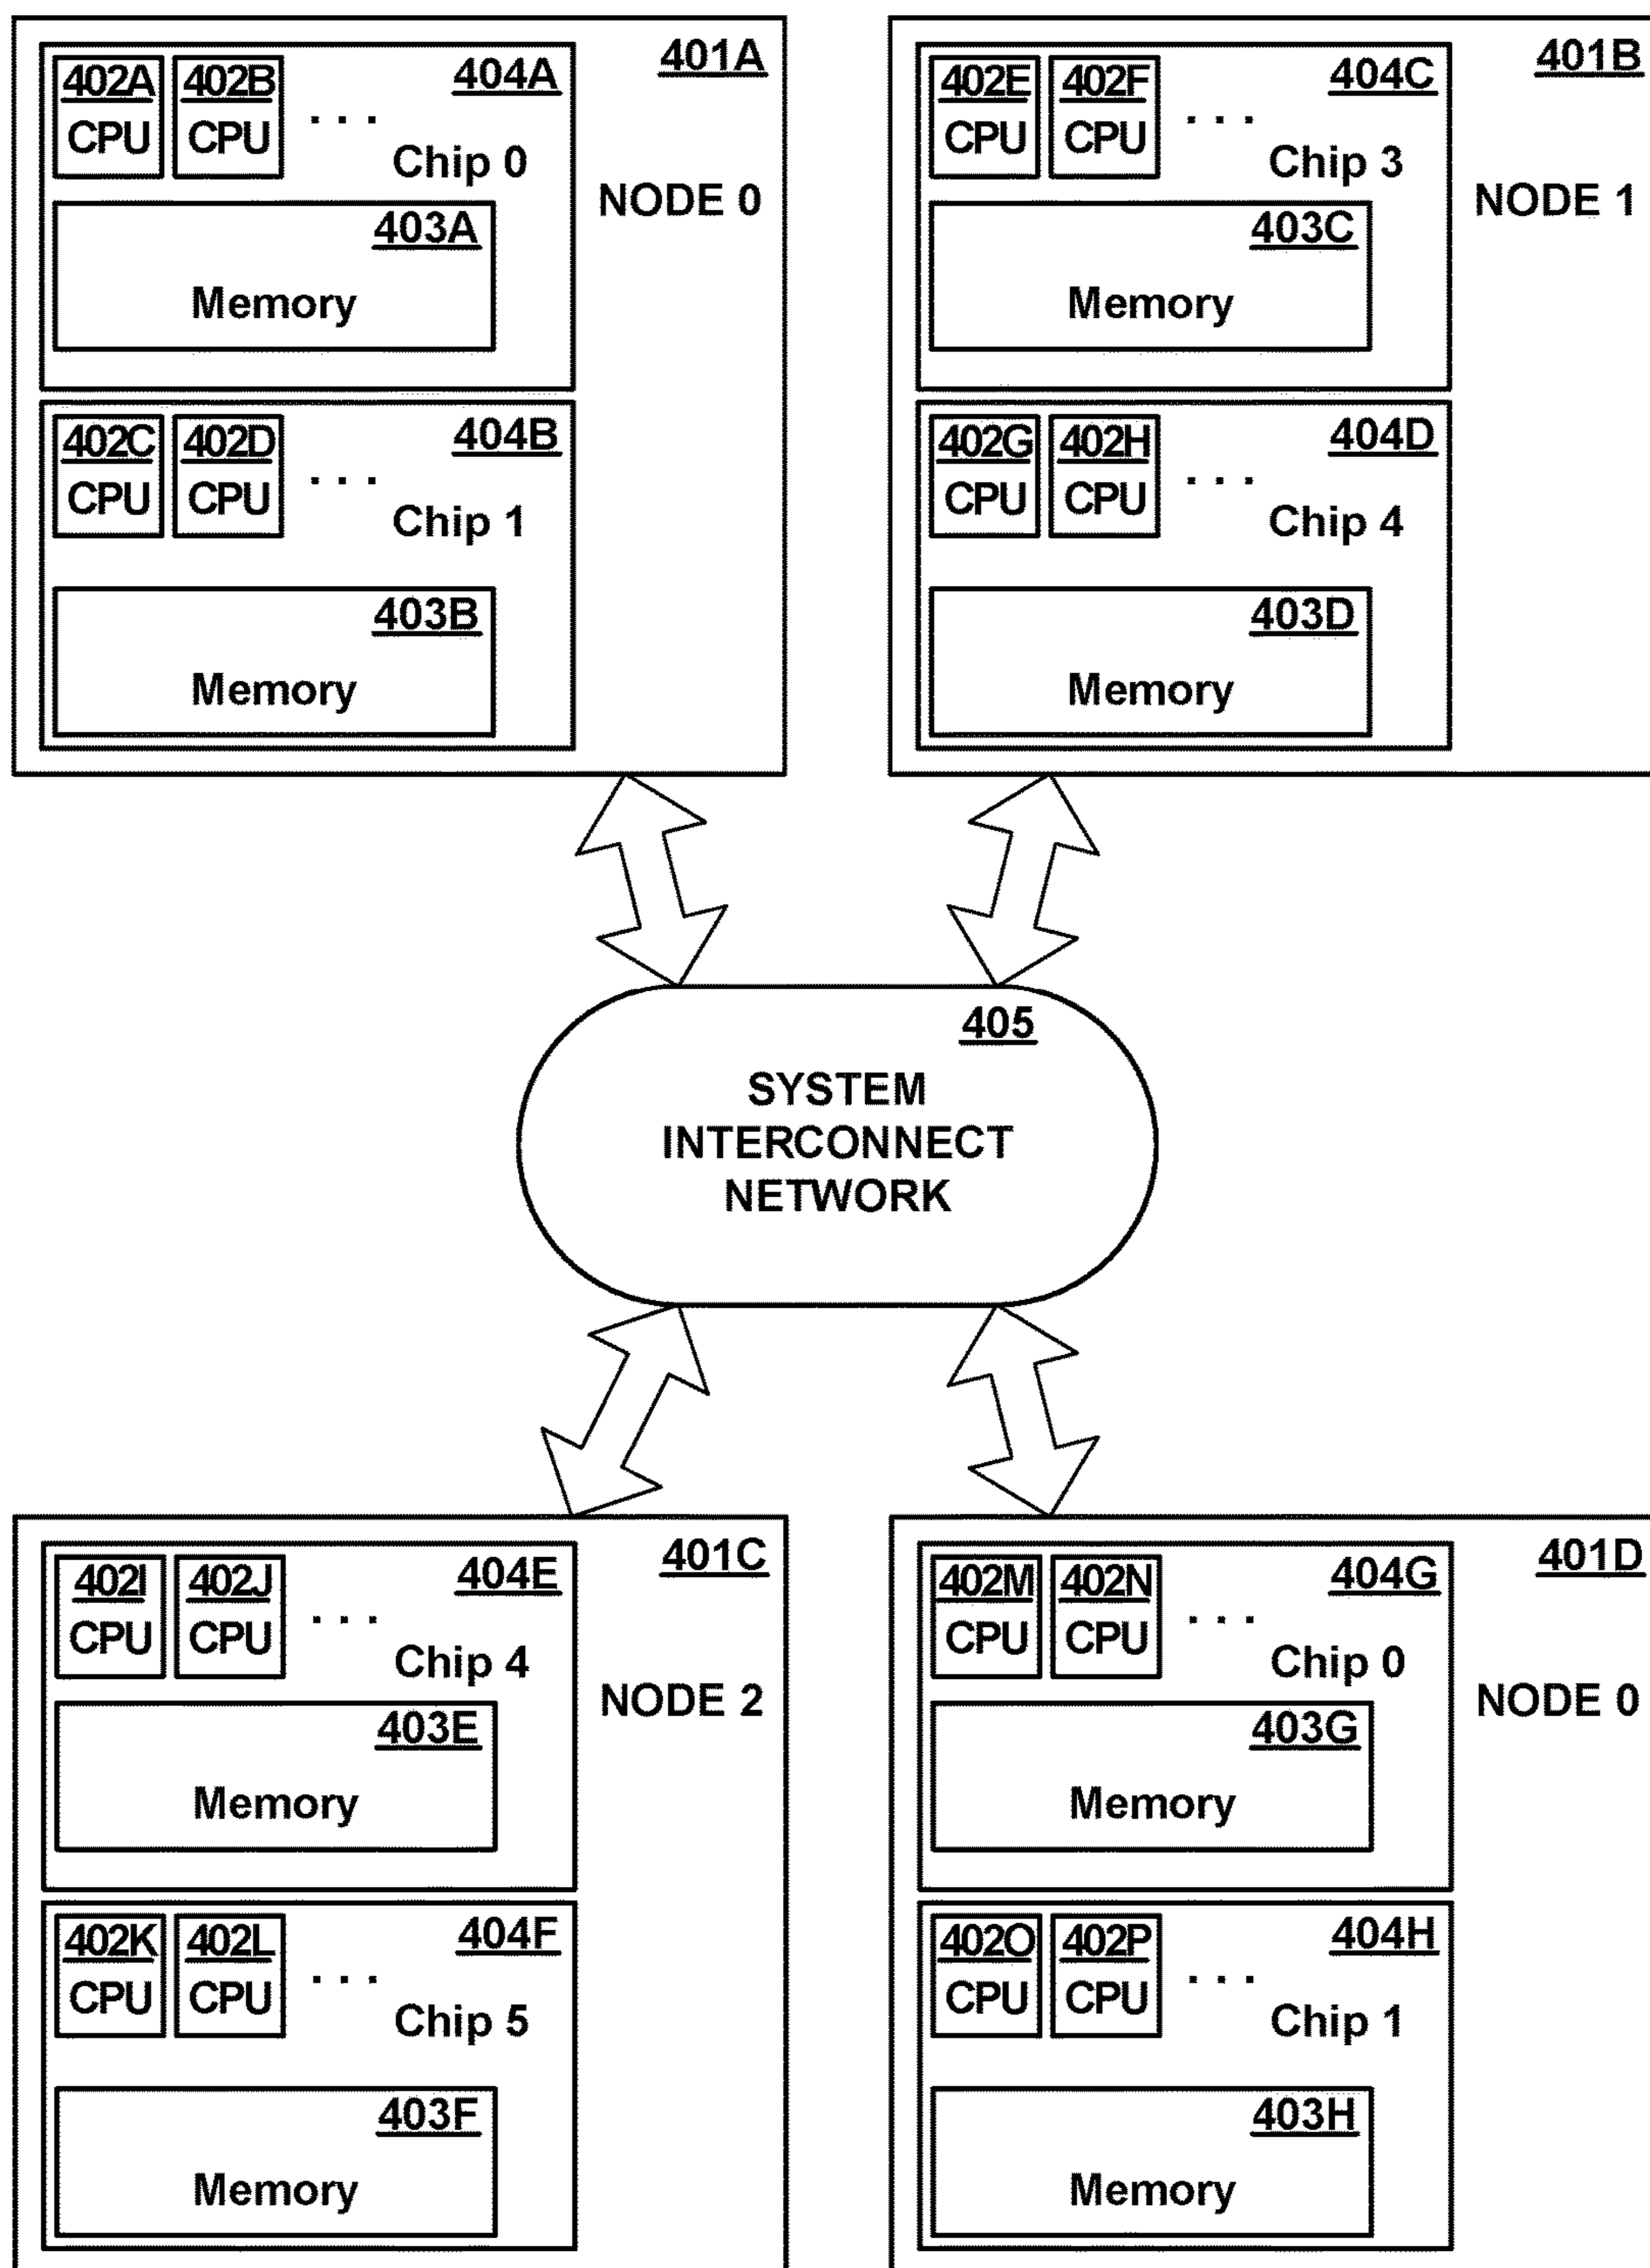 401A
402A
CPU
402B
CPU
. . .
404A
Chip 0
NODE 0
403A
Memory
402C
CPU
402D
CPU
. . .
404B
Chip 1
403B
Memory
401B
402E
CPU
402F
CPU
. . .
404C
Chip 3
NODE 1
403C
Memory
402G
CPU
402H
CPU
. . .
404D
Chip 4
403D
Memory
405
SYSTEM
INTERCONNECT
NETWORK
401C
402I
CPU
402J
CPU
. . .
404E
Chip 4
NODE 2
403E
Memory
402K
CPU
402L
CPU
. . .
404F
Chip 5
403F
Memory
401D
402M
CPU
402N
CPU
. . .
404G
Chip 0
NODE 0
403G
Memory
402O
CPU
402P
CPU
. . .
404H
Chip 1
403H
Memory